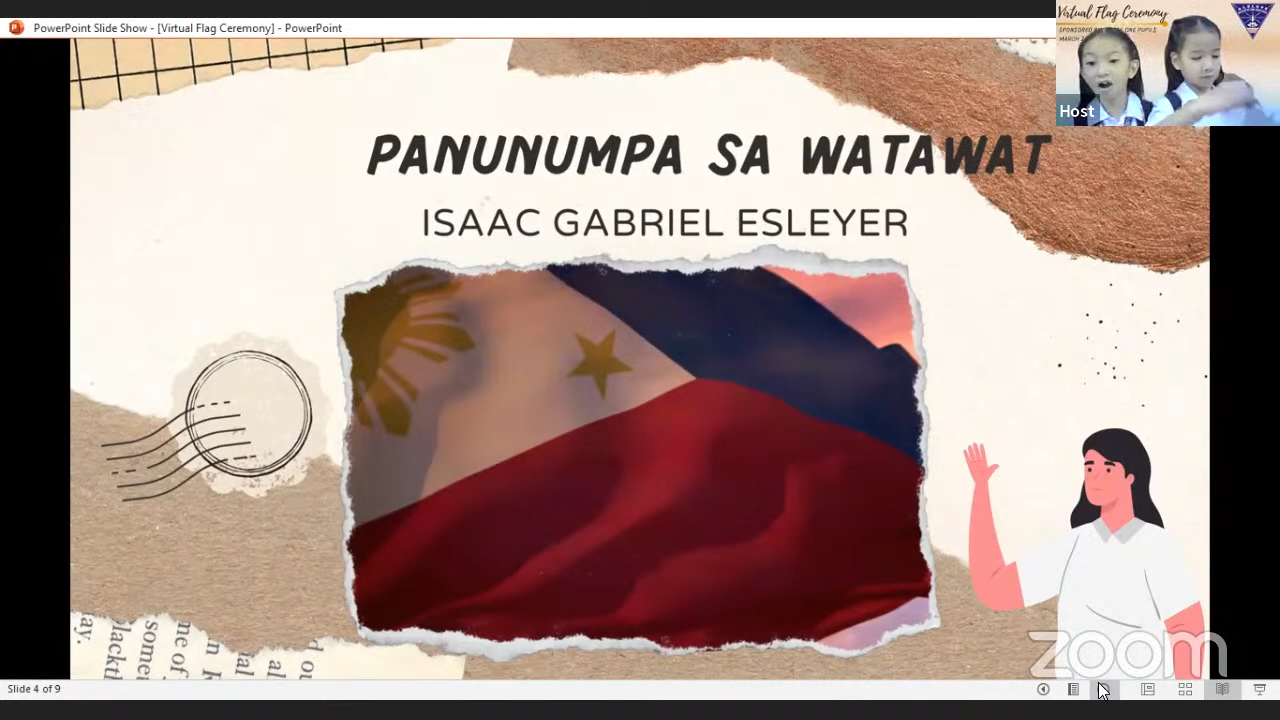 PowerPoint Slide Show - [Virtual Flag Ceremony] - PowerPoint
Virtual Flag Ceremony
Host
PANUNUMPA SA WATAWAT
ISAAC GABRIEL ESLEYER
zoom
Slide 4 of 9